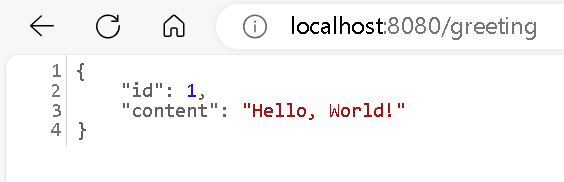 localhost:8080/greeting
1 {
2     "id": 1,
3     "content": "Hello, World!"
4 }